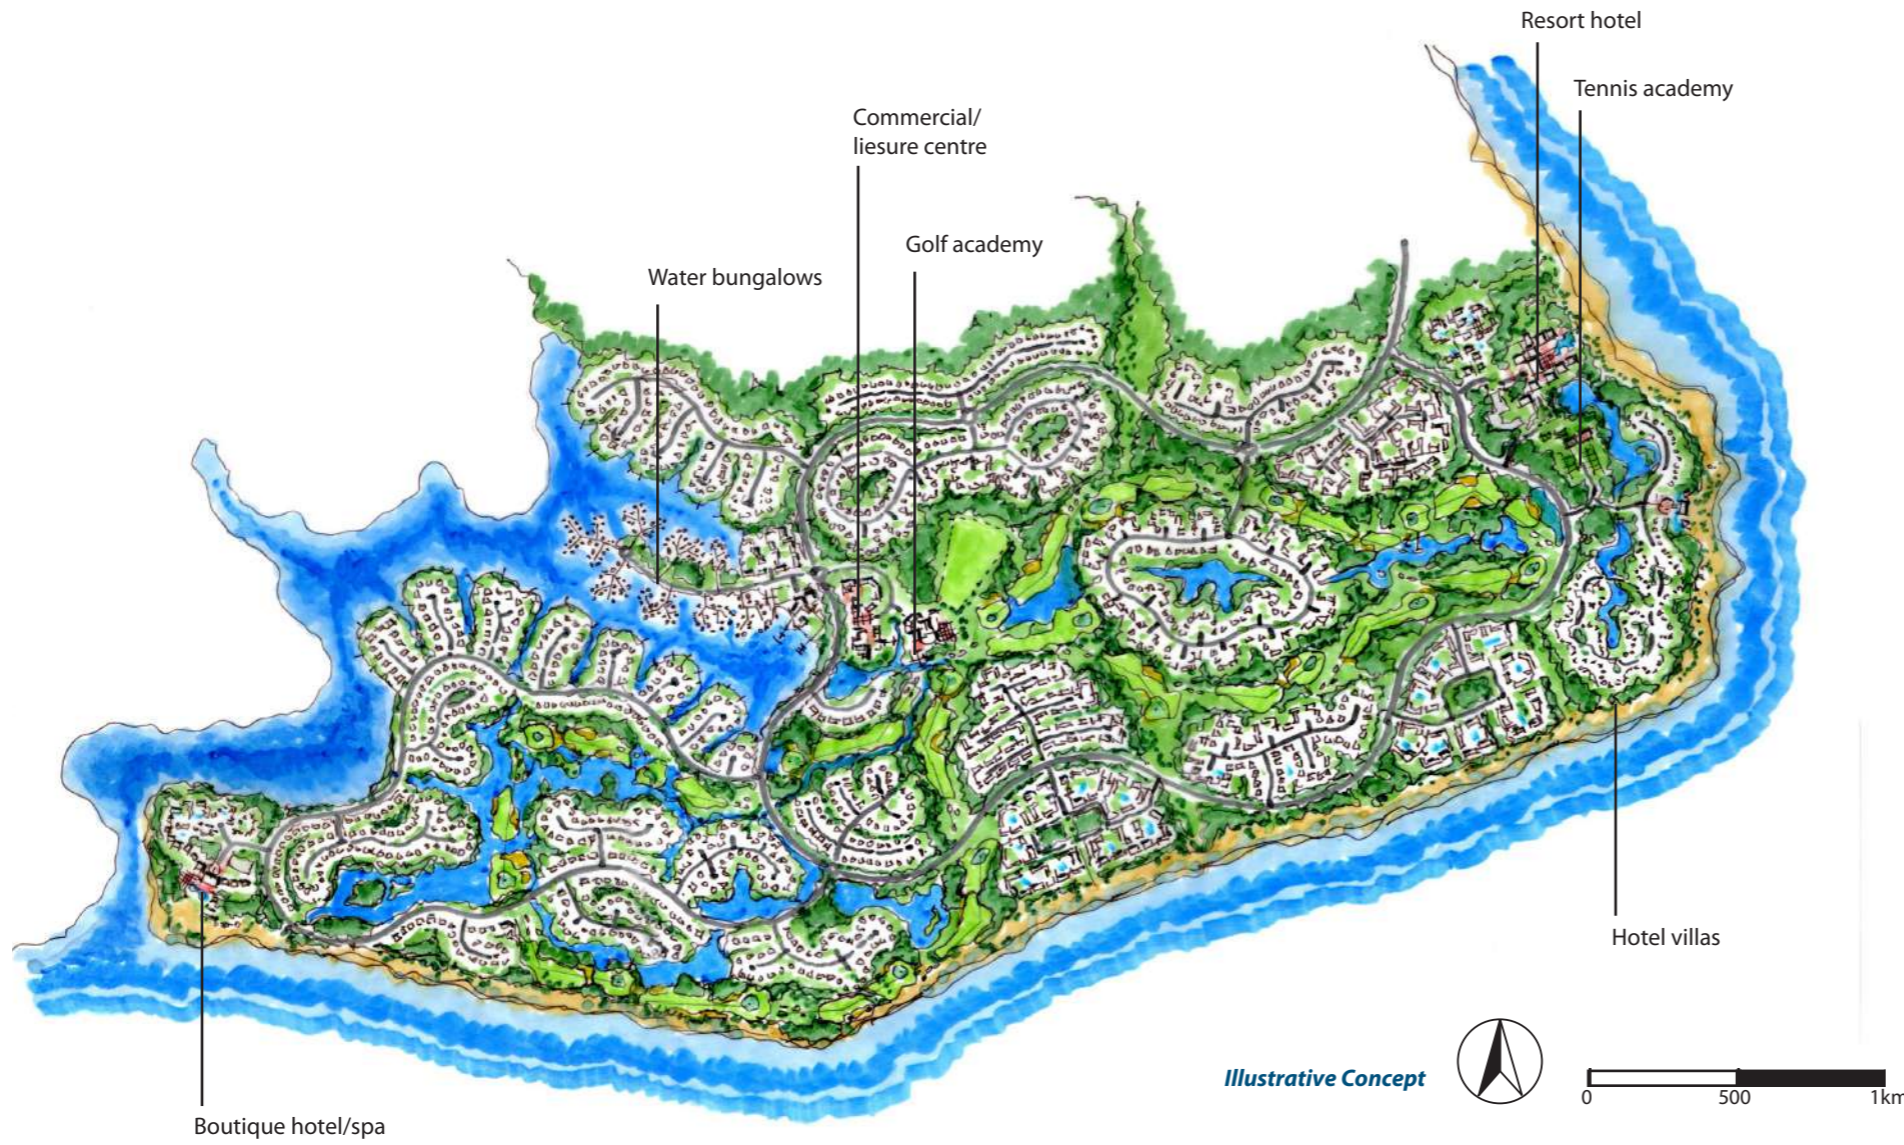 Resort hotel
Tennis academy
Commercial/
liesure centre
Golf academy
Water bungalows
Hotel villas
Illustrative Concept
0
500
1km
Boutique hotel/spa